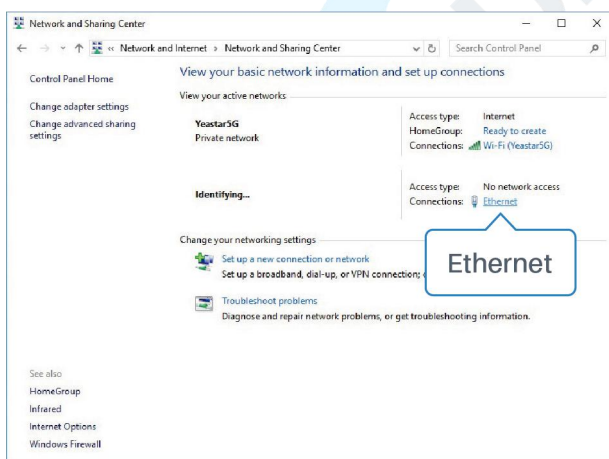 Network and Sharing Center
« Network and Internet > Network and Sharing Center
Search Control Panel
Control Panel Home
Change adapter settings
Change advanced sharing
settings
View your basic network information and set up connections
View your active networks
Yeastar5G
Private network
Access type: Internet
HomeGroup: Ready to create
Connections: Wi-Fi (Yeastar5G)
Identifying...
Access type: No network access
Connections: Ethernet
Ethernet
Change your networking settings
Set up a new connection or network
Set up a broadband, dial-up, or VPN connection;
Troubleshoot problems
Diagnose and repair network problems, or get troubleshooting information.
See also
HomeGroup
Infrared
Internet Options
Windows Firewall